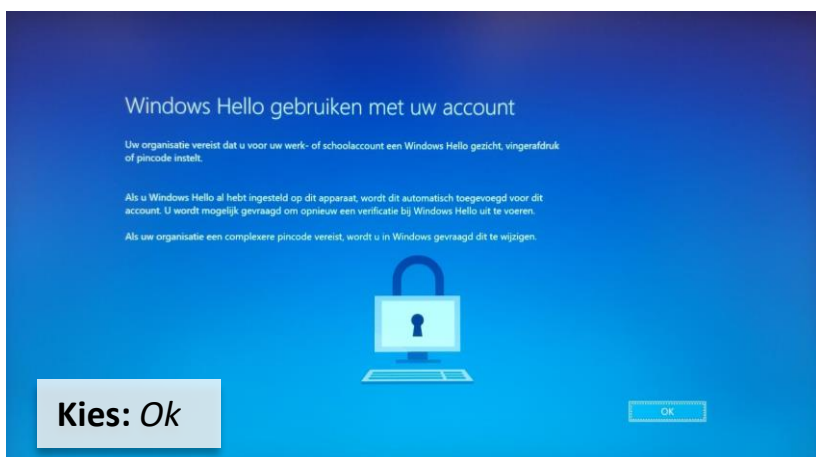 Windows Hello gebruiken met uw account
Uw organisatie vereist dat u voor uw werk- of schoolaccount een Windows Hello gezicht, vingerafdruk
of pincode instelt.
Als u Windows Hello al hebt ingesteld op dit apparaat, wordt dit automatisch toegevoegd voor dit
account. U wordt mogelijk gevraagd om opnieuw een verificatie bij Windows Hello uit te voeren.
Als uw organisatie een complexere pincode vereist, wordt u in Windows gevraagd dit te wijzigen.
OK
Kies: Ok